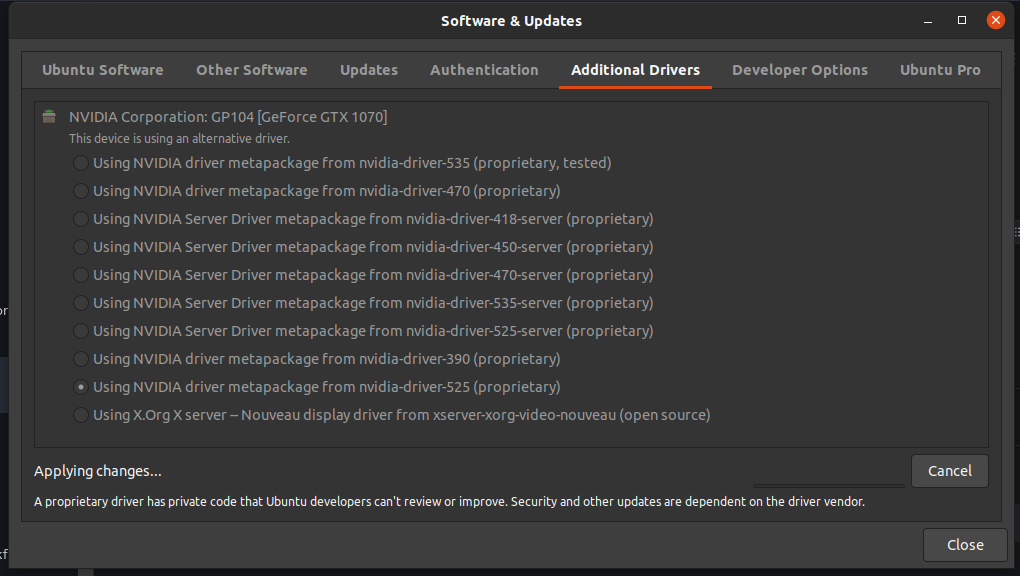 Software & Updates
Ubuntu Software Other Software Updates Authentication Additional Drivers Developer Options Ubuntu Pro
NVIDIA Corporation: GP104 [GeForce GTX 1070]
This device is using an alternative driver.
Using NVIDIA driver metapackage from nvidia-driver-535 (proprietary, tested)
Using NVIDIA driver metapackage from nvidia-driver-470 (proprietary)
Using NVIDIA Server Driver metapackage from nvidia-driver-418-server (proprietary)
Using NVIDIA Server Driver metapackage from nvidia-driver-450-server (proprietary)
Using NVIDIA Server Driver metapackage from nvidia-driver-470-server (proprietary)
Using NVIDIA Server Driver metapackage from nvidia-driver-535-server (proprietary)
Using NVIDIA Server Driver metapackage from nvidia-driver-525-server (proprietary)
Using NVIDIA driver metapackage from nvidia-driver-390 (proprietary)
Using NVIDIA driver metapackage from nvidia-driver-525 (proprietary)
Using X.Org X server -- Nouveau display driver from xserver-xorg-video-nouveau (open source)
Applying changes...
Cancel
A proprietary driver has private code that Ubuntu developers can't review or improve. Security and other updates are dependent on the driver vendor.
Close